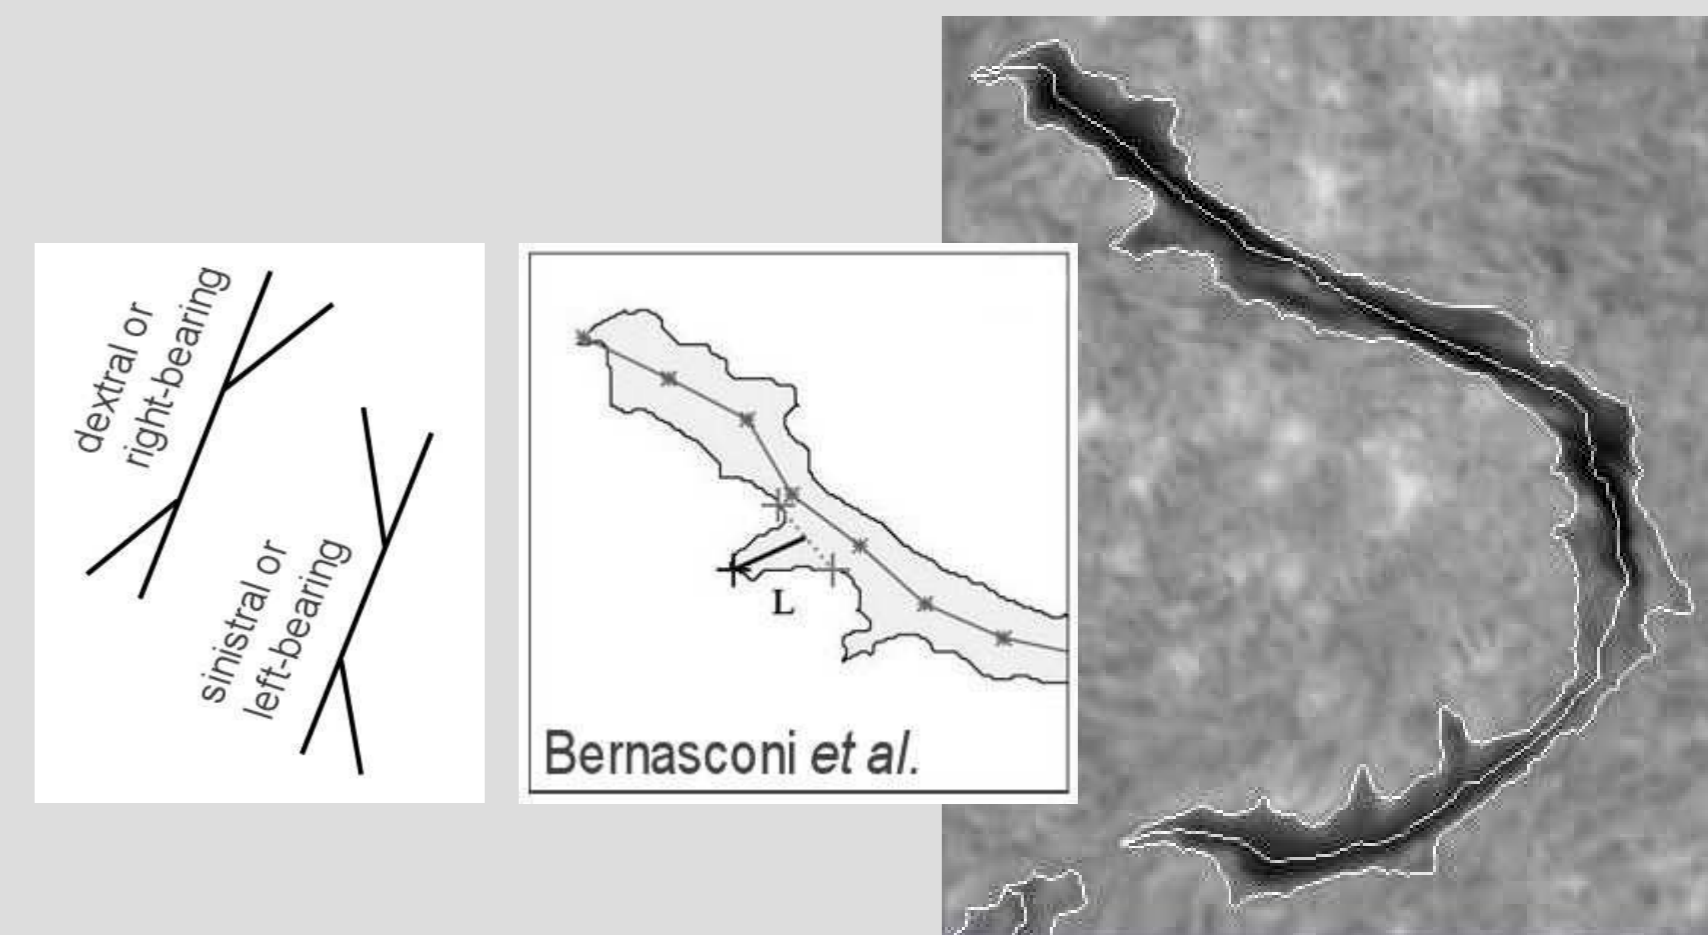 dextral or
right-bearing
sinistral or
left-bearing
L
Bernasconi et al.